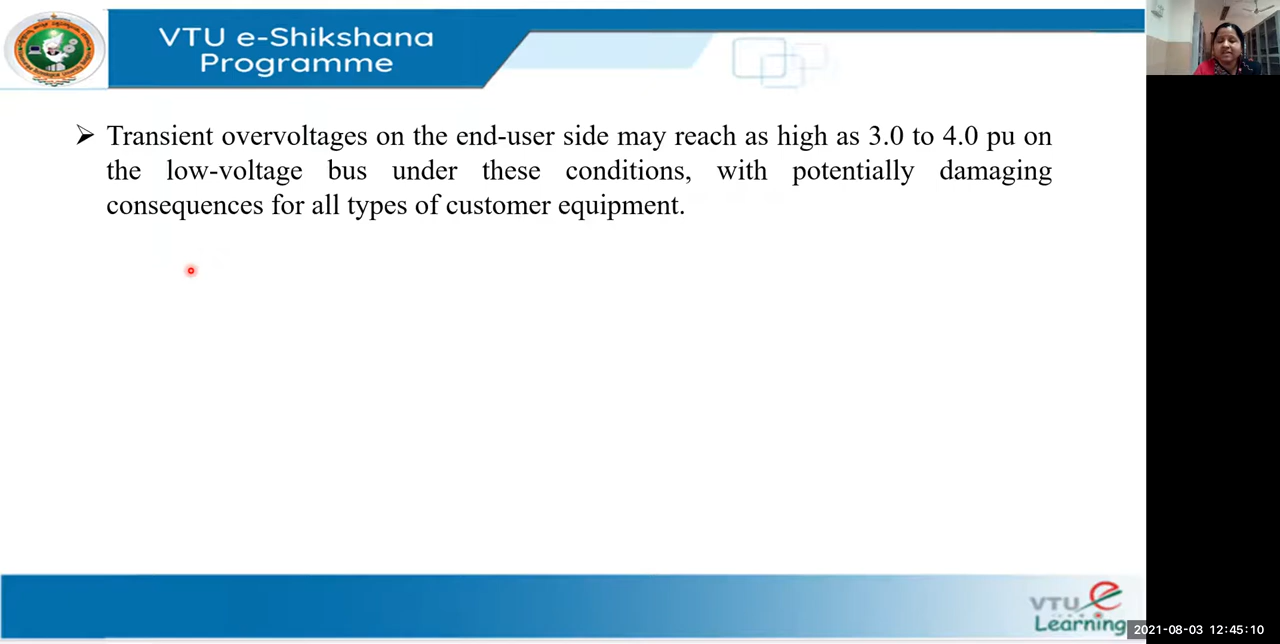 VTU e-Shikshana
Programme
➢ Transient overvoltages on the end-user side may reach as high as 3.0 to 4.0 pu on
the low-voltage bus under these conditions, with potentially damaging
consequences for all types of customer equipment.
VTU e
Learning
2021-08-03 12:45:10